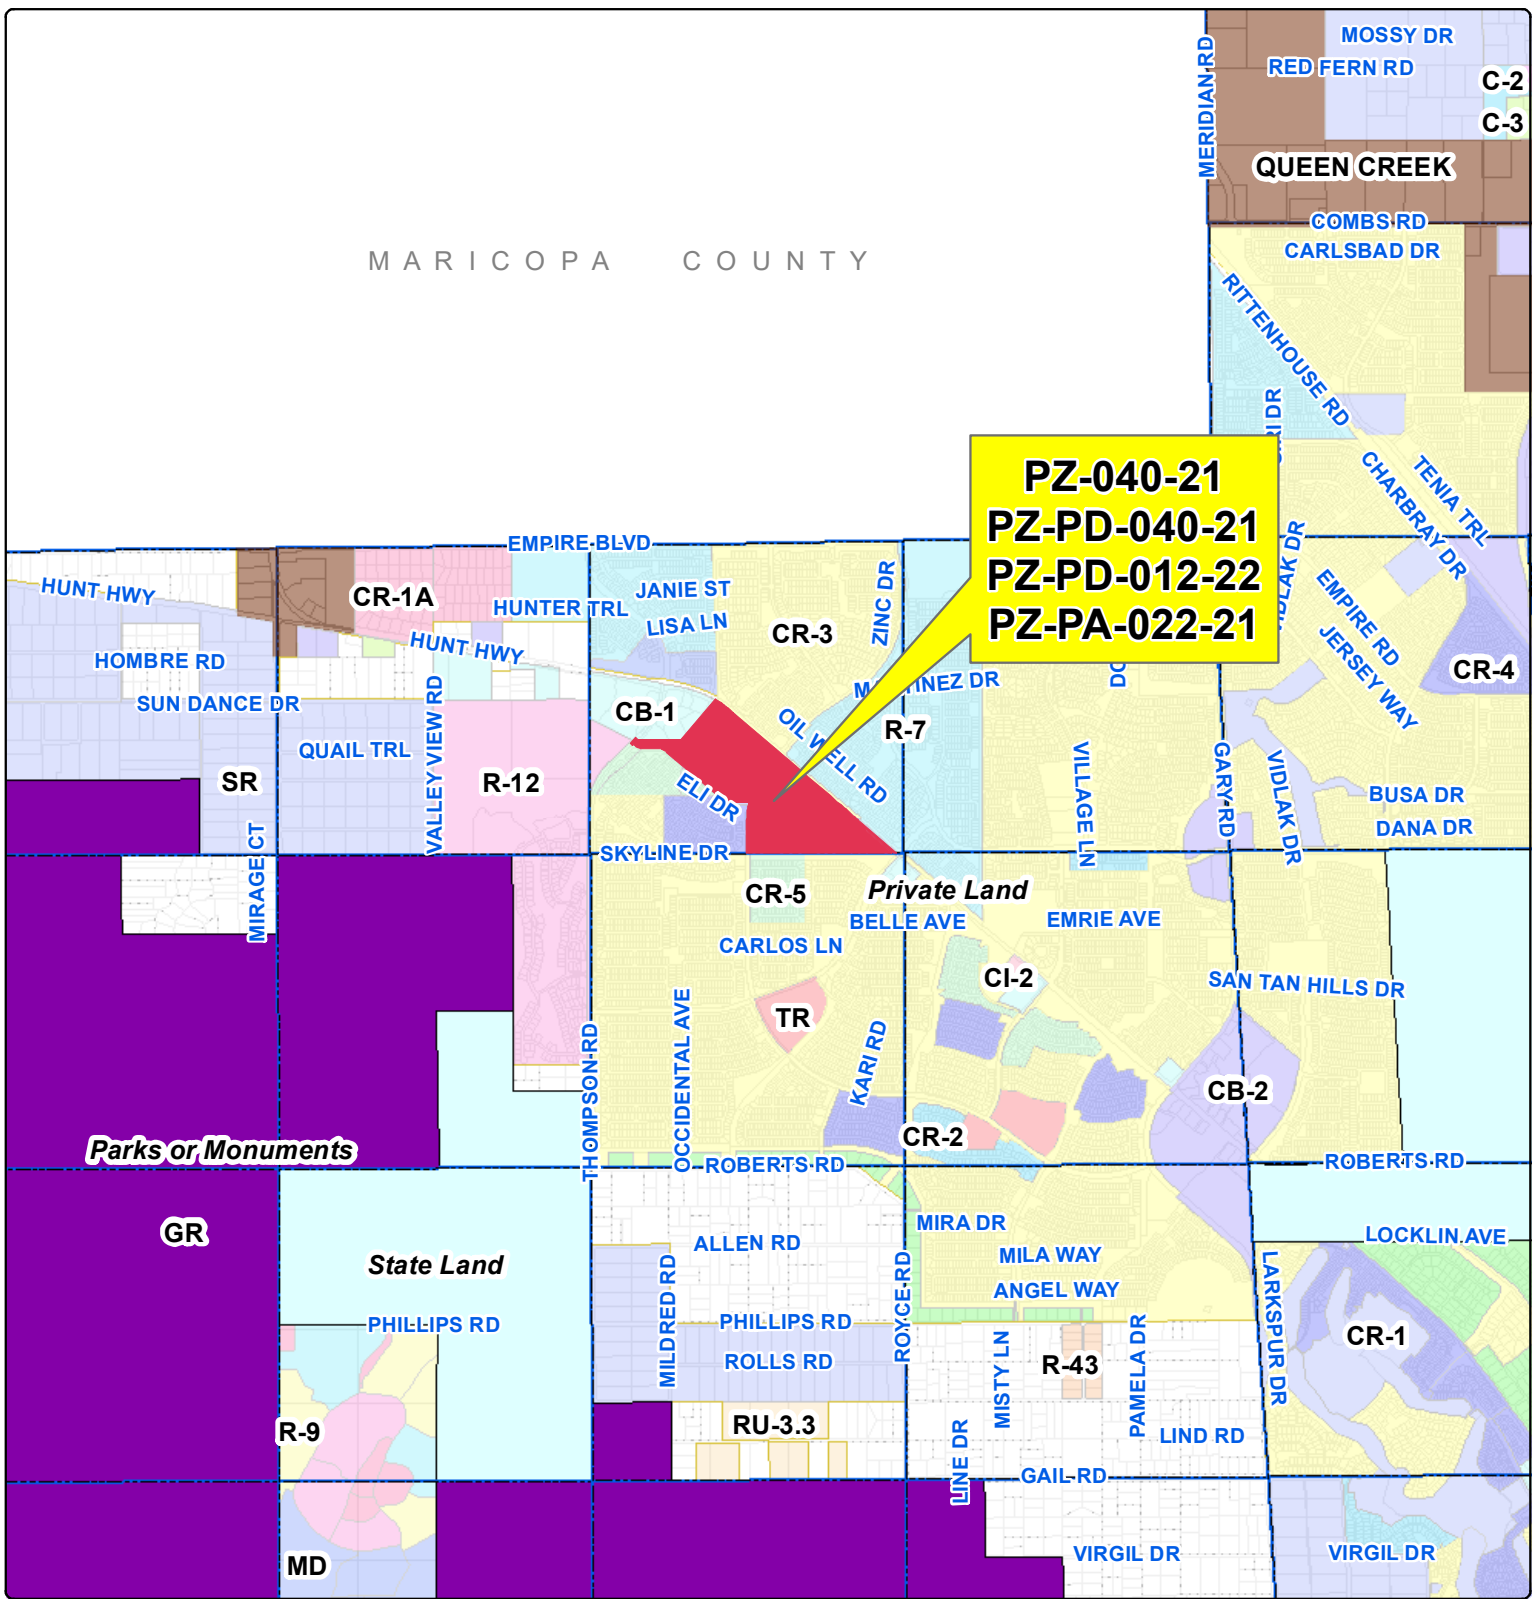 MERIDIAN RD
MOSSY DR
RED FERN RD
C-2
C-3
QUEEN CREEK
COMBS RD
CARLSBAD DR
MARICOPA COUNTY
RITTENHOUSE RD
PZ-040-21
PZ-PD-040-21
PZ-PD-012-22
PZ-PA-022-21
TENIA TRL
CHARBRAY DR
EMPIRE BLVD
HUNT HWY
CR-1A
HUNTER TRL
JANIE ST
LISA LN
CR-3
ZINC DR
EMPIRE RD
JERSEY WAY
CR-4
HUNT HWY
HOMBRE RD
SUN DANCE DR
QUAIL TRL
VALLEY VIEW RD
CB-1
MARTINEZ DR
OIL WELL RD
R-7
SR
R-12
ELI DR
VILLAGE LN
GARY RD
VIDLAK DR
BUSA DR
DANA DR
MIRAGE CT
SKYLINE DR
CR-5
Private Land
BELLE AVE
EMRIE AVE
CARLOS LN
CI-2
SAN TAN HILLS DR
TR
THOMPSON RD
OCCIDENTAL AVE
KARI RD
CR-2
CB-2
Parks or Monuments
ROBERTS RD
ROBERTS RD
GR
State Land
ALLEN RD
MIRA DR
MILA WAY
ANGEL WAY
LOCKLIN AVE
MILDRED RD
ROYCE RD
LARKSPUR DR
PHILLIPS RD
PHILLIPS RD
ROLLS RD
MISTY LN
R-43
PAMELA DR
CR-1
R-9
RU-3.3
LINE DR
LIND RD
GAIL RD
MD
VIRGIL DR
VIRGIL DR